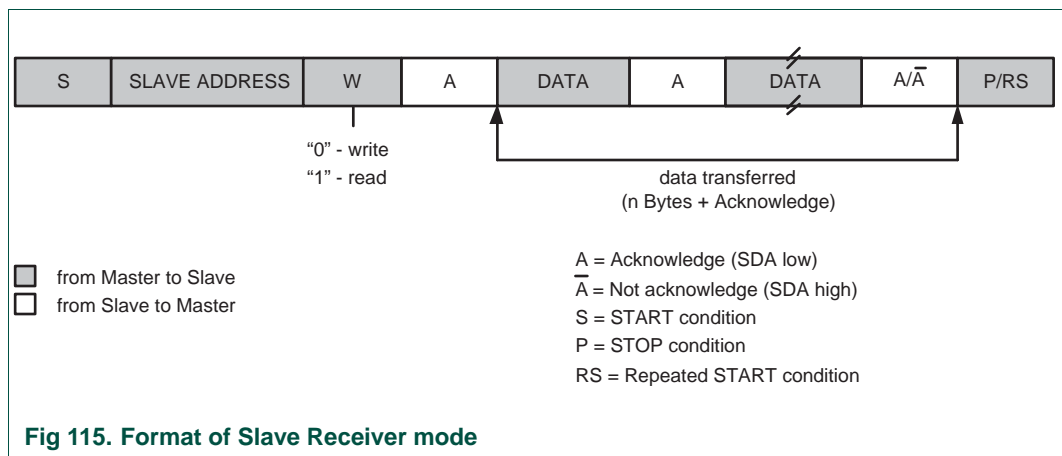 S SLAVE ADDRESS W A DATA A DATA A/A̅ P/RS
“0” - write
“1” - read
data transferred
(n Bytes + Acknowledge)
from Master to Slave
from Slave to Master
A = Acknowledge (SDA low)
A̅ = Not acknowledge (SDA high)
S = START condition
P = STOP condition
RS = Repeated START condition
Fig 115. Format of Slave Receiver mode